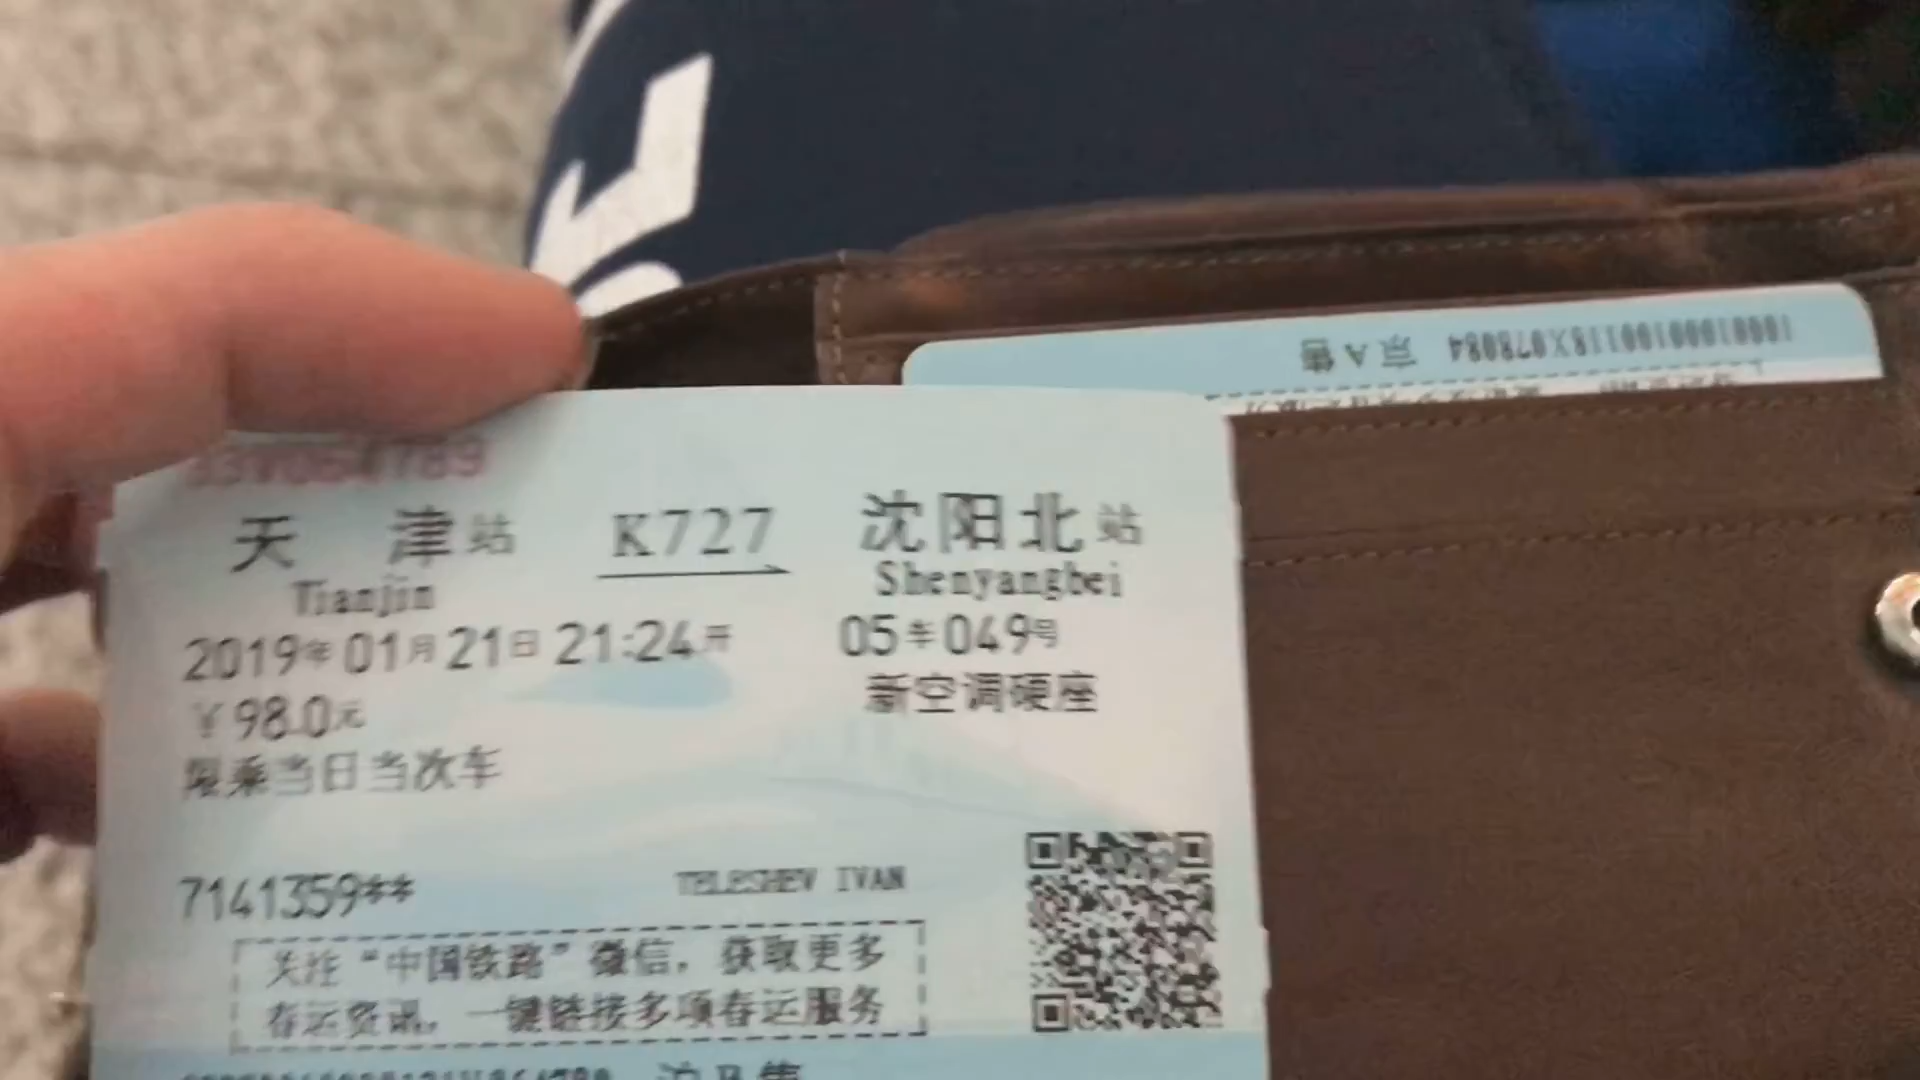 10001000100118X078084 京A售
天津站 K727 沈阳北站
Tianjin Shenyangbei
2019年01月21日21:24开 05车049号
¥98.0元 新空调硬座
限乘当日当次车
7141359** TELESHEV IVAN
关注“中国铁路”微信，获取更多
春运资讯，一键链接多项春运服务